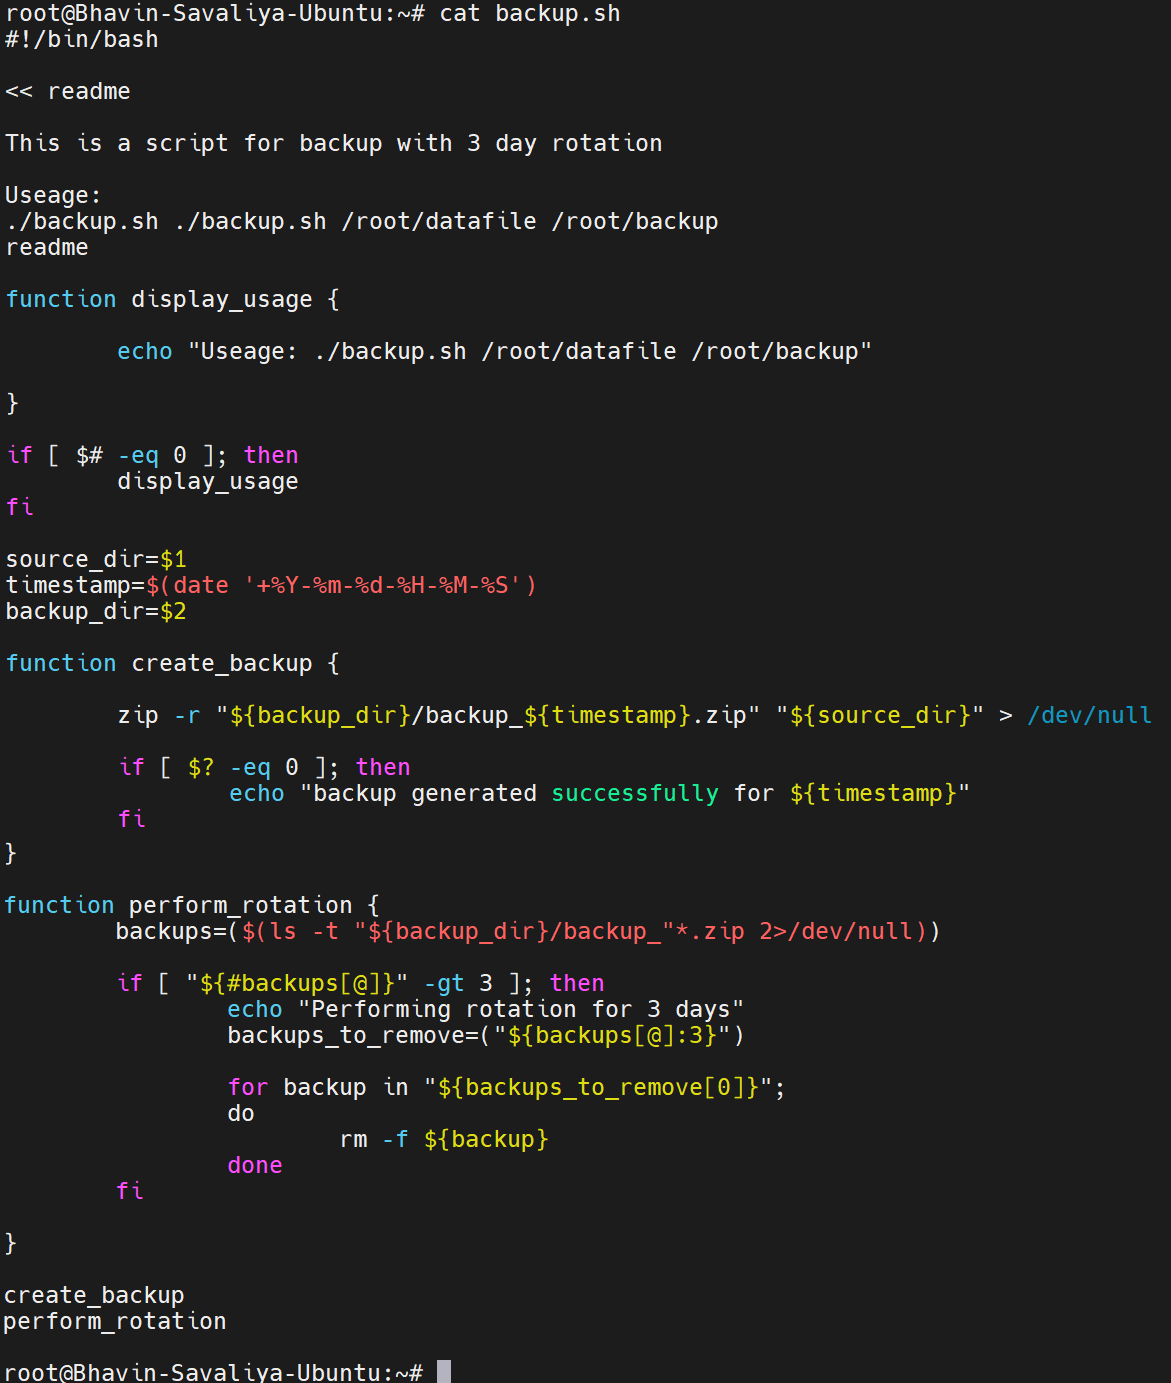 root@Bhavin-Savaliya-Ubuntu:~# cat backup.sh
#!/bin/bash
<< readme
This is a script for backup with 3 day rotation
Useage:
./backup.sh ./backup.sh /root/datafile /root/backup
readme
function display_usage {
echo "Useage: ./backup.sh /root/datafile /root/backup"
}
if [ $# -eq 0 ]; then
display_usage
fi
source_dir=$1
timestamp=$(date '+%Y-%m-%d-%H-%M-%S')
backup_dir=$2
function create_backup {
zip -r "${backup_dir}/backup_${timestamp}.zip" "${source_dir}" > /dev/null
if [ $? -eq 0 ]; then
echo "backup generated successfully for ${timestamp}"
fi
}
function perform_rotation {
backups=($(ls -t "${backup_dir}/backup_"*.zip 2>/dev/null))
if [ "${#backups[@]}" -gt 3 ]; then
echo "Performing rotation for 3 days"
backups_to_remove=("${backups[@]:3}")
for backup in "${backups_to_remove[0]}";
do
rm -f ${backup}
done
fi
}
create_backup
perform_rotation
root@Bhavin-Savaliya-Ubuntu:~#